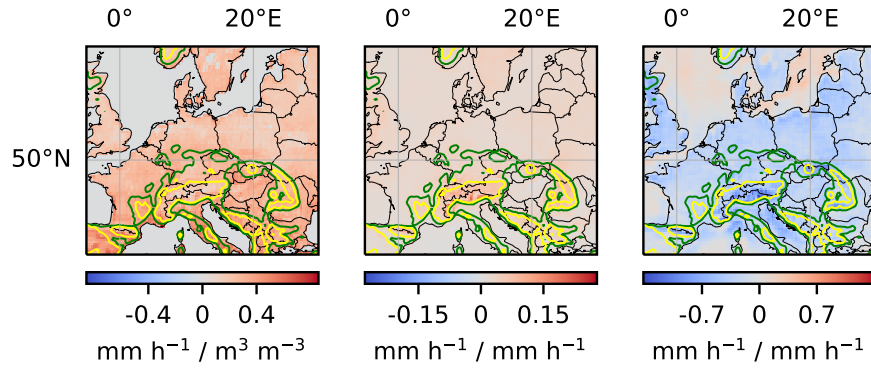 0° 20°E 0° 20°E 0° 20°E
50°N
-0.4 0 0.4 -0.15 0 0.15 -0.7 0 0.7
mm h⁻¹ / m³ m⁻³ mm h⁻¹ / mm h⁻¹ mm h⁻¹ / mm h⁻¹